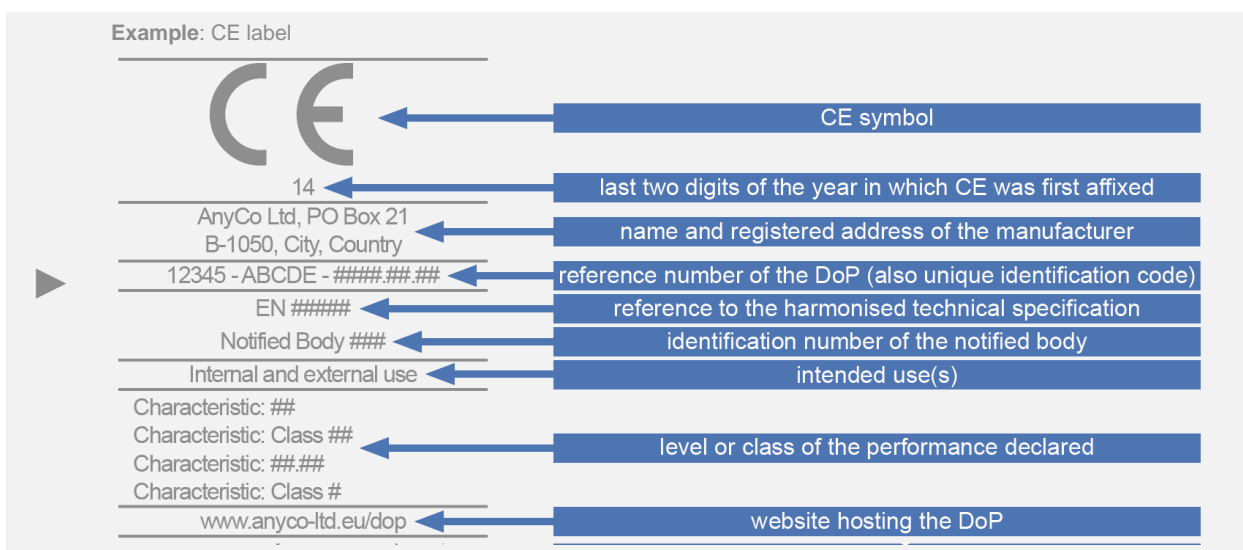 Example: CE label
CE
CE symbol
14
last two digits of the year in which CE was first affixed
AnyCo Ltd, PO Box 21
B-1050, City, Country
name and registered address of the manufacturer
12345 - ABCDE - ####.##.##
reference number of the DoP (also unique identification code)
EN #####
reference to the harmonised technical specification
Notified Body ###
identification number of the notified body
Internal and external use
intended use(s)
Characteristic: ##
Characteristic: Class ##
Characteristic: ##.##
Characteristic: Class #
level or class of the performance declared
www.anyco-ltd.eu/dop
website hosting the DoP